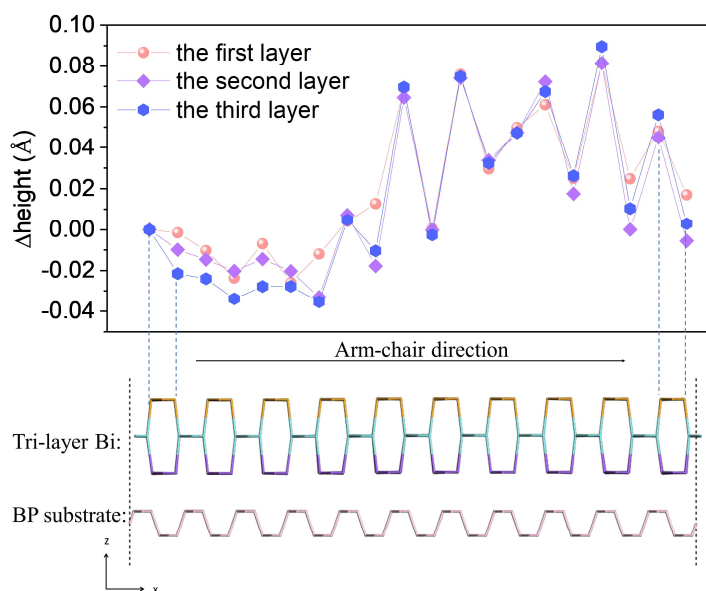 0.10
0.08
0.06
0.04
0.02
0.00
-0.02
-0.04
Δheight (Å)
the first layer
the second layer
the third layer
Arm-chair direction
Tri-layer Bi:
BP substrate:
z
x